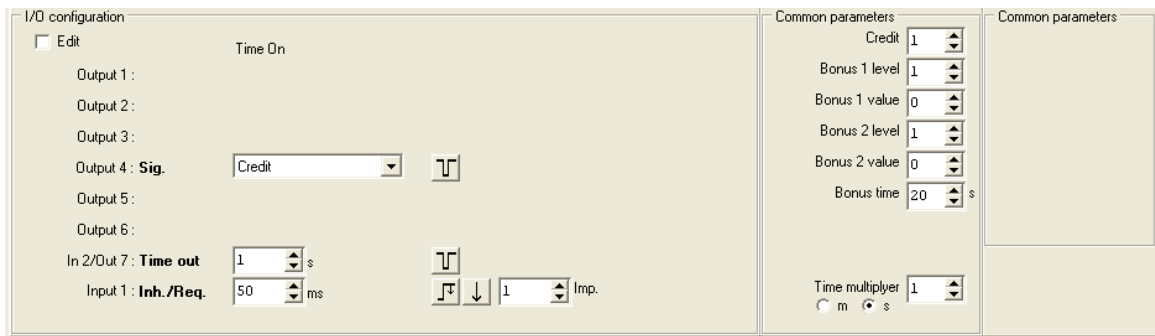 I/O configuration
Edit
Time On
Output 1 :
Output 2 :
Output 3 :
Output 4 : Sig. Credit
Output 5 :
Output 6 :
In 2/Out 7 : Time out 1 s
Input 1 : Inh./Req. 50 ms 1 Imp.
Common parameters
Credit 1
Bonus 1 level 1
Bonus 1 value 0
Bonus 2 level 1
Bonus 2 value 0
Bonus time 20 s
Time multiplyer 1
m s
Common parameters